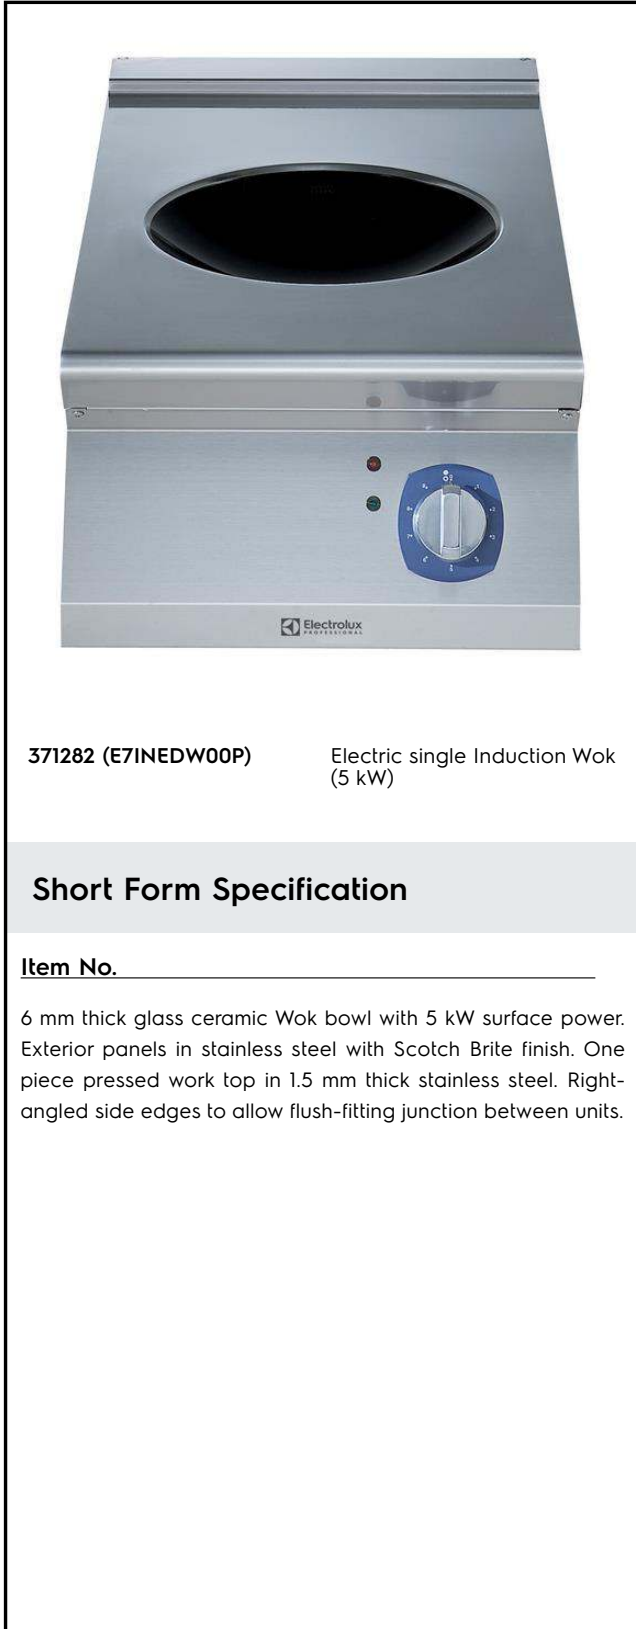 Electrolux
PROFESSIONAL
371282 (E7INEDW00P)
Electric single Induction Wok
(5 kW)
Short Form Specification
Item No.
6 mm thick glass ceramic Wok bowl with 5 kW surface power.
Exterior panels in stainless steel with Scotch Brite finish. One
piece pressed work top in 1.5 mm thick stainless steel. Right-
angled side edges to allow flush-fitting junction between units.